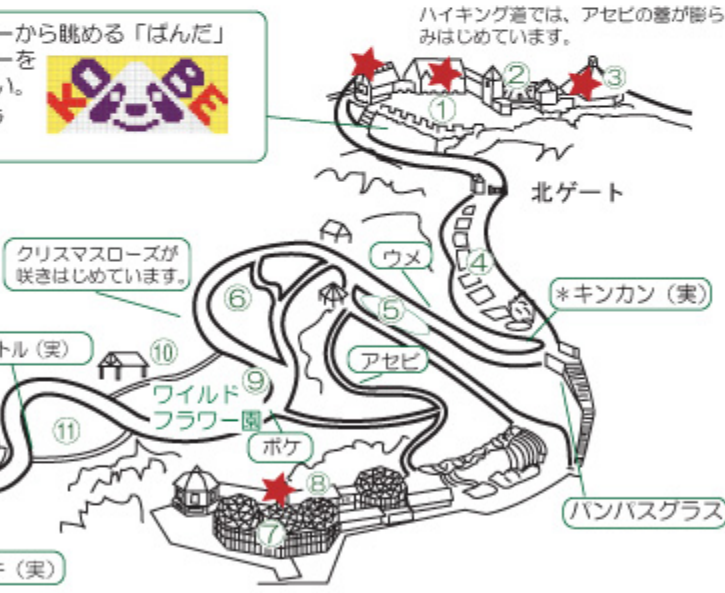 ハイキング道では、アセビの蕾が膨ら
みはじめています。
ーから眺める「ぱんだ」
ーを
い。
KOBE
①
②
③
北ゲート
④
クリスマスローズが
咲きはじめています。
ウメ
⑥
⑤
＊キンカン（実）
トル（実）
⑩
アセビ
⑨
ワイルド
フラワー園
⑪
ボケ
⑧
⑦
パンパスグラス
（実）